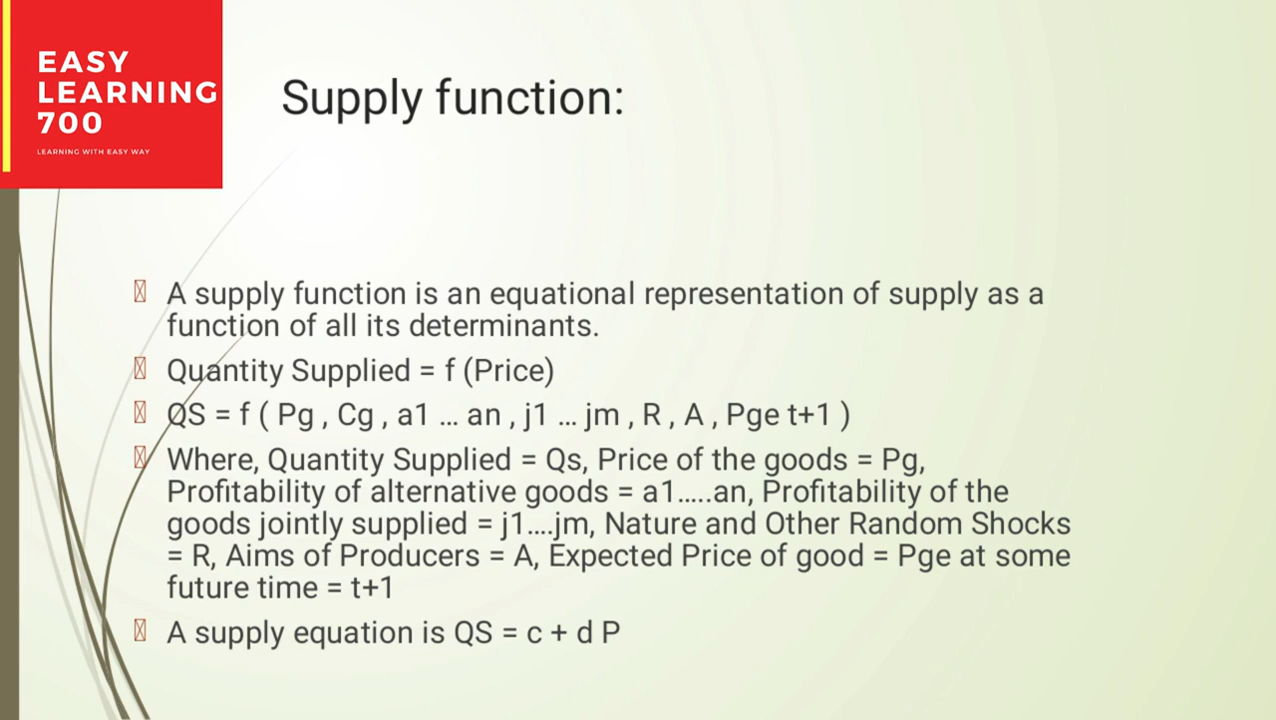 EASY
LEARNING
700
LEARNING WITH EASY WAY
Supply function:
A supply function is an equational representation of supply as a
function of all its determinants.
Quantity Supplied = f (Price)
QS = f ( Pg , Cg , a1 ... an , j1 ... jm , R , A , Pge t+1 )
Where, Quantity Supplied = Qs, Price of the goods = Pg,
Profitability of alternative goods = a1.....an, Profitability of the
goods jointly supplied = j1....jm, Nature and Other Random Shocks
= R, Aims of Producers = A, Expected Price of good = Pge at some
future time = t+1
A supply equation is QS = c + d P